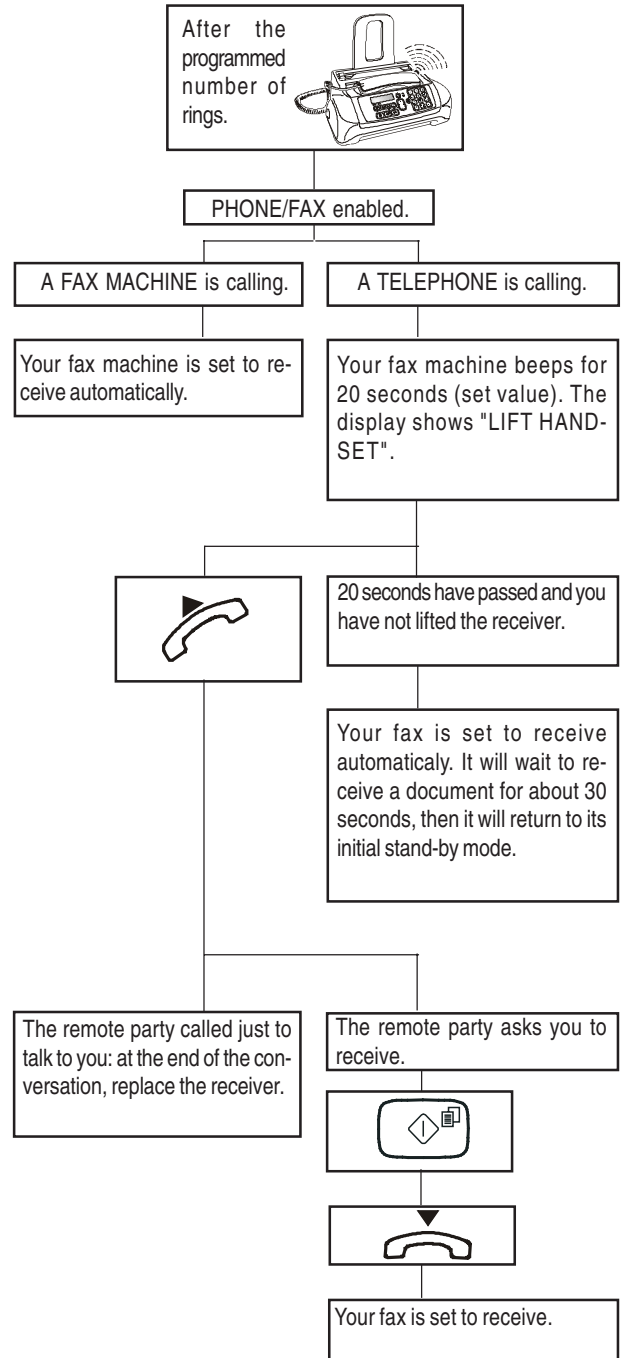 After the
programmed
number of
rings.
PHONE/FAX enabled.
A FAX MACHINE is calling.
A TELEPHONE is calling.
Your fax machine is set to re-
ceive automatically.
Your fax machine beeps for
20 seconds (set value). The
display shows "LIFT HAND-
SET".
20 seconds have passed and you
have not lifted the receiver.
Your fax is set to receive
automaticaly. It will wait to re-
ceive a document for about 30
seconds, then it will return to its
initial stand-by mode.
The remote party called just to
talk to you: at the end of the con-
versation, replace the receiver.
The remote party asks you to
receive.
Your fax is set to receive.